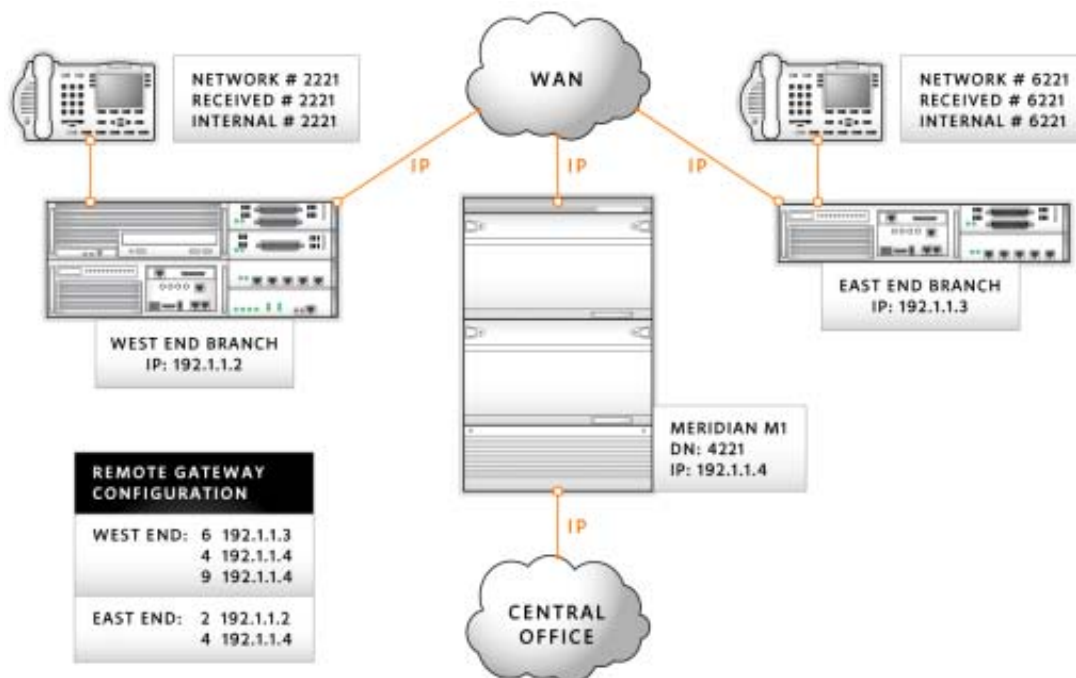 WAN
NETWORK # 2221
RECEIVED # 2221
INTERNAL # 2221
NETWORK # 6221
RECEIVED # 6221
INTERNAL # 6221
IP
IP
IP
WEST END BRANCH
IP: 192.1.1.2
EAST END BRANCH
IP: 192.1.1.3
MERIDIAN M1
DN: 4221
IP: 192.1.1.4
REMOTE GATEWAY
CONFIGURATION
WEST END: 6 192.1.1.3
4 192.1.1.4
9 192.1.1.4
EAST END: 2 192.1.1.2
4 192.1.1.4
IP
CENTRAL
OFFICE